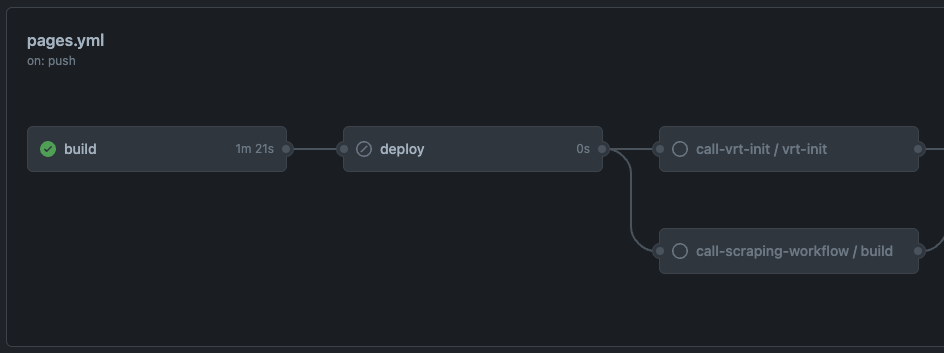 pages.yml
on: push
build 1m 21s
deploy 0s
call-vrt-init / vrt-init
call-scraping-workflow / build